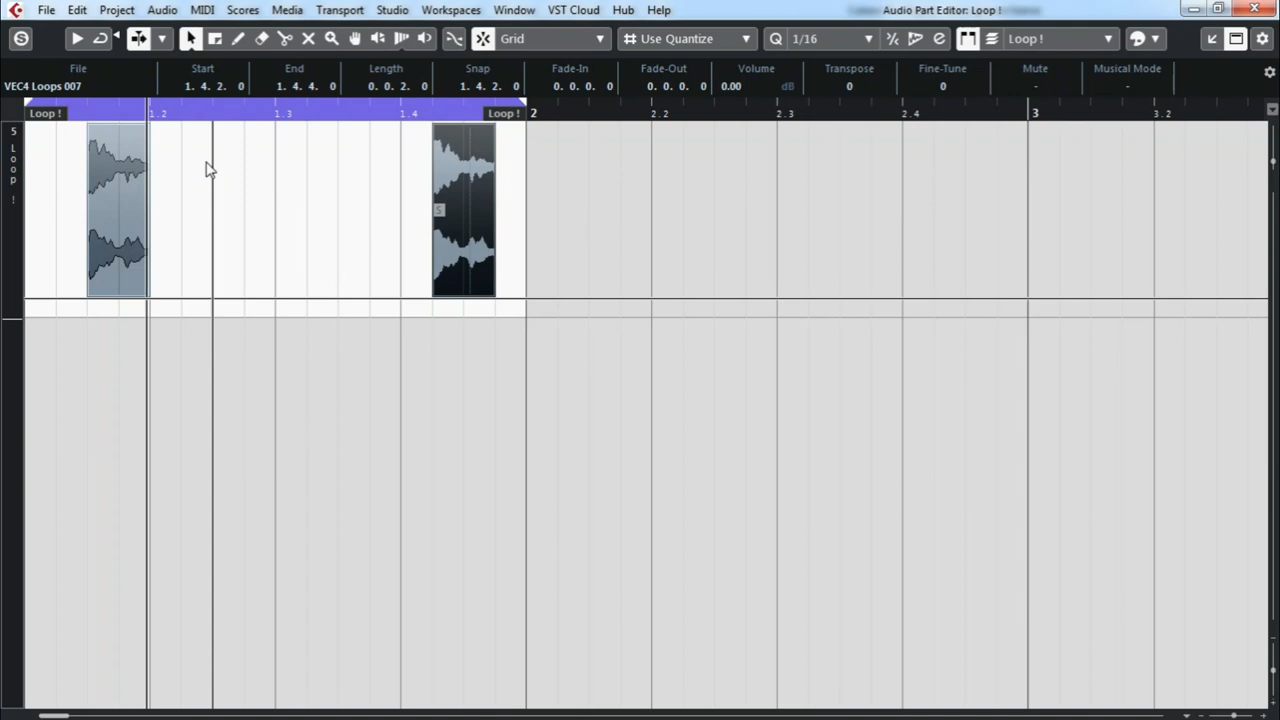 File Edit Project Audio MIDI Scores Media Transport Studio Workspaces Window VST Cloud Hub Help Audio Part Editor: Loop !
Grid Use Quantize Q 1/16 Loop !
File Start End Length Snap Fade-In Fade-Out Volume Transpose Fine-Tune Mute Musical Mode
VEC4 Loops 007 1. 4. 2. 0 1. 4. 4. 0 0. 0. 2. 0 1. 4. 2. 0 0. 0. 0. 0 0. 0. 0. 0 0.00 dB 0 0 - -
Loop ! 1.2 1.3 1.4 Loop ! 2 2.2 2.3 2.4 3 3.2
5
L
o
o
p
!
S